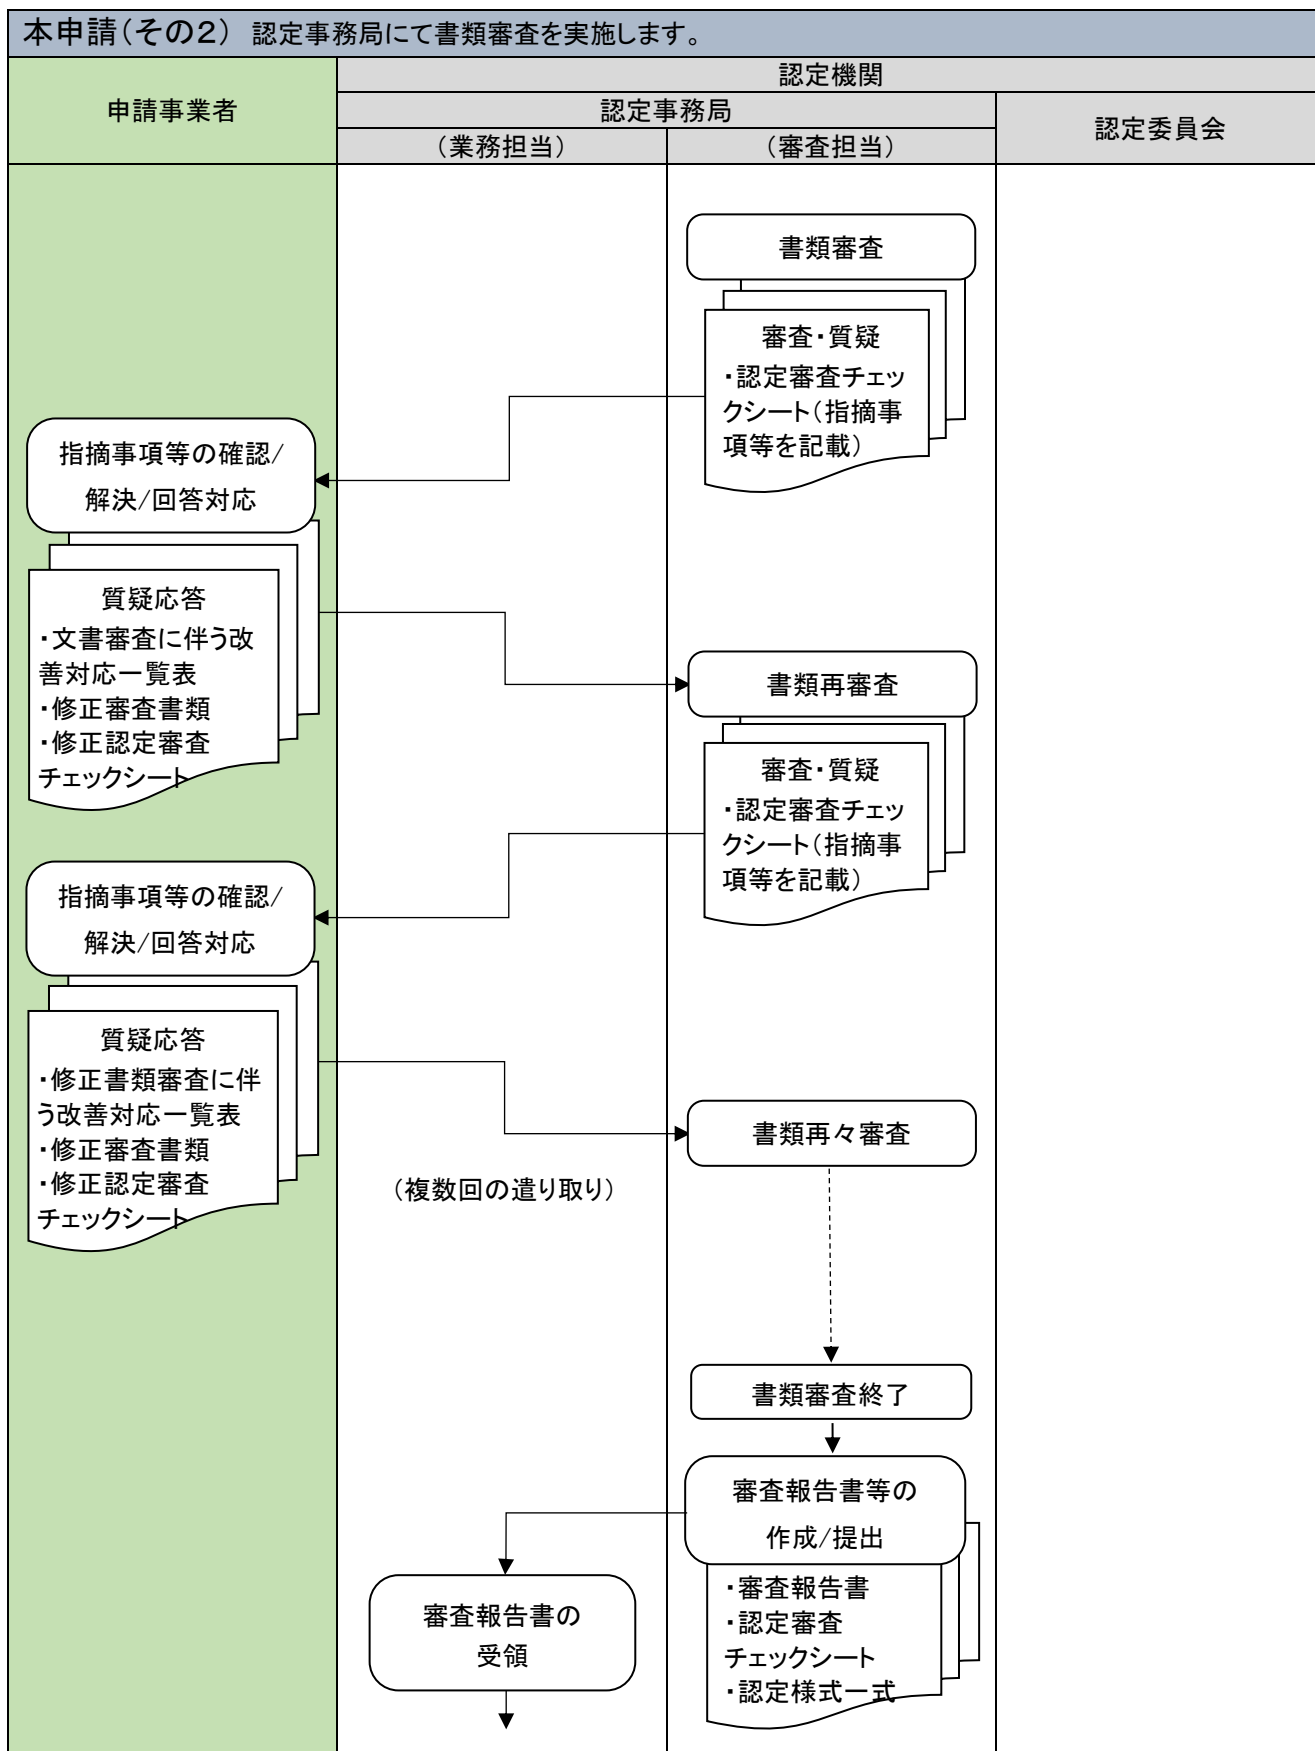 本申請(その2) 認定事務局にて書類審査を実施します。
申請事業者
認定機関
認定事務局
認定委員会
(業務担当)
(審査担当)
書類審査
審査・質疑
・認定審査チェッ
クシート(指摘事
項等を記載)
指摘事項等の確認/
解決/回答対応
質疑応答
・文書審査に伴う改
善対応一覧表
・修正審査書類
・修正認定審査
チェックシート
書類再審査
審査・質疑
・認定審査チェッ
クシート(指摘事
項等を記載)
指摘事項等の確認/
解決/回答対応
質疑応答
・修正書類審査に伴
う改善対応一覧表
・修正審査書類
・修正認定審査
チェックシート
書類再々審査
(複数回の遣り取り)
書類審査終了
審査報告書等の
作成/提出
・審査報告書
・認定審査
チェックシート
・認定様式一式
審査報告書の
受領